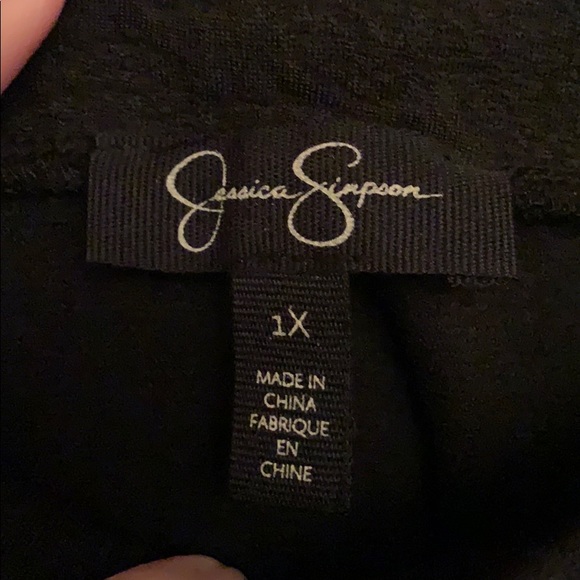 Jessica Simpson
1X
MADE IN
CHINA
FABRIQUE
EN
CHINE